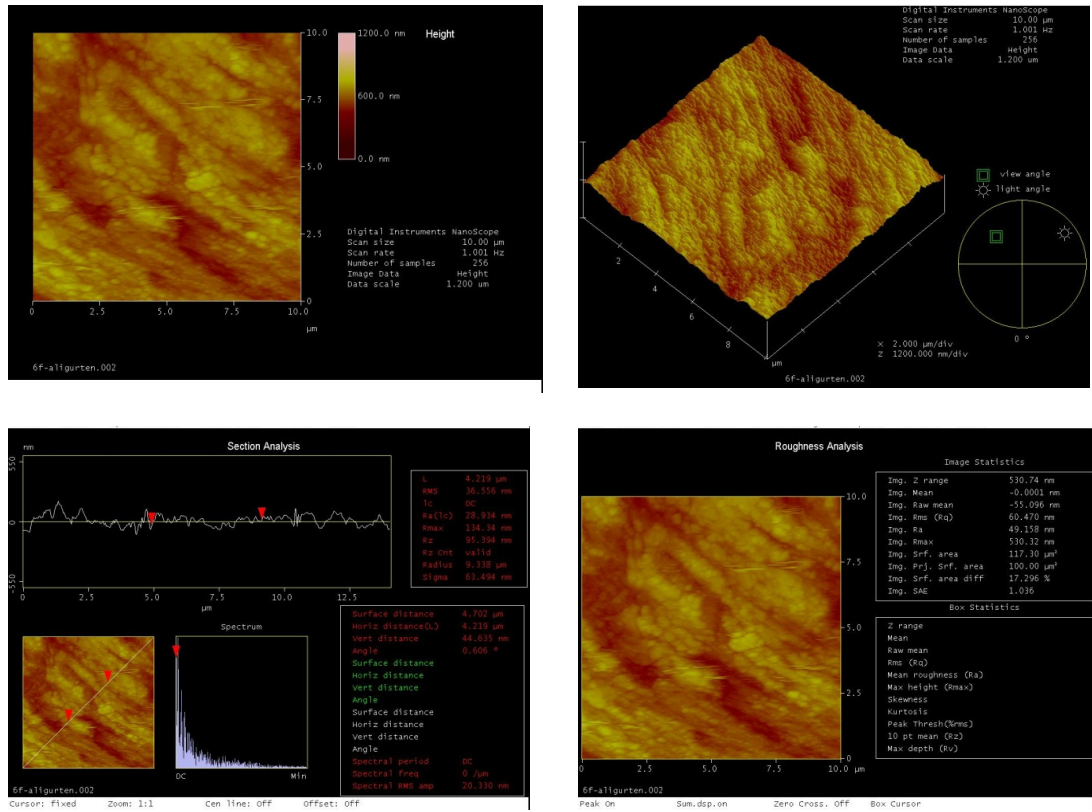 1200.0 nm
Height
600.0 nm
0.0 nm
10.0
7.5
5.0
2.5
0
0
2.5
5.0
7.5
10.0
µm
Digital Instruments NanoScope
Scan size 10.00 µm
Scan rate 1.001 Hz
Number of samples 256
Image Data Height
Data scale 1.200 um
6f-aligurten.002
Digital Instruments NanoScope
Scan size 10.00 µm
Scan rate 1.001 Hz
Number of samples 256
Image Data Height
Data scale 1.200 um
view angle
light angle
0 °
2
4
6
8
µm
X 2.000 µm/div
Z 1200.000 nm/div
6f-aligurten.002
Section Analysis
nm
550
0
-550
0
2.5
5.0
7.5
10.0
12.5
µm
L 4.219 µm
RMS 36.556 nm
lc DC
Ra(lc) 28.934 nm
Rmax 134.34 nm
Rz 95.394 nm
Rz Cnt valid
Radius 9.338 µm
Sigma 63.494 nm
Spectrum
DC Min
Surface distance 4.702 µm
Horiz distance(L) 4.219 µm
Vert distance 44.635 nm
Angle 0.606 °
Surface distance
Horiz distance
Vert distance
Angle
Surface distance
Horiz distance
Vert distance
Angle
Spectral period DC
Spectral freq 0 /µm
Spectral RMS amp 20.330 nm
6f-aligurten.002
Cursor: fixed Zoom: 1:1 Cen line: Off Offset: Off
Roughness Analysis
10.0
7.5
5.0
2.5
0
0
2.5
5.0
7.5
10.0
µm
Image Statistics
Img. Z range 530.74 nm
Img. Mean -0.0001 nm
Img. Raw mean -55.096 nm
Img. Rms (Rq) 60.470 nm
Img. Ra 49.158 nm
Img. Rmax 530.32 nm
Img. Srf. area 117.30 µm²
Img. Prj. Srf. area 100.00 µm²
Img. Srf. area diff 17.296 %
Img. SAE 1.036
Box Statistics
Z range
Mean
Raw mean
Rms (Rq)
Mean roughness (Ra)
Max height (Rmax)
Skewness
Kurtosis
Peak Thresh(%rms)
10 pt mean (Rz)
Max depth (Rv)
6f-aligurten.002
Peak On Sum.dsp.on Zero Cross. Off Box Cursor